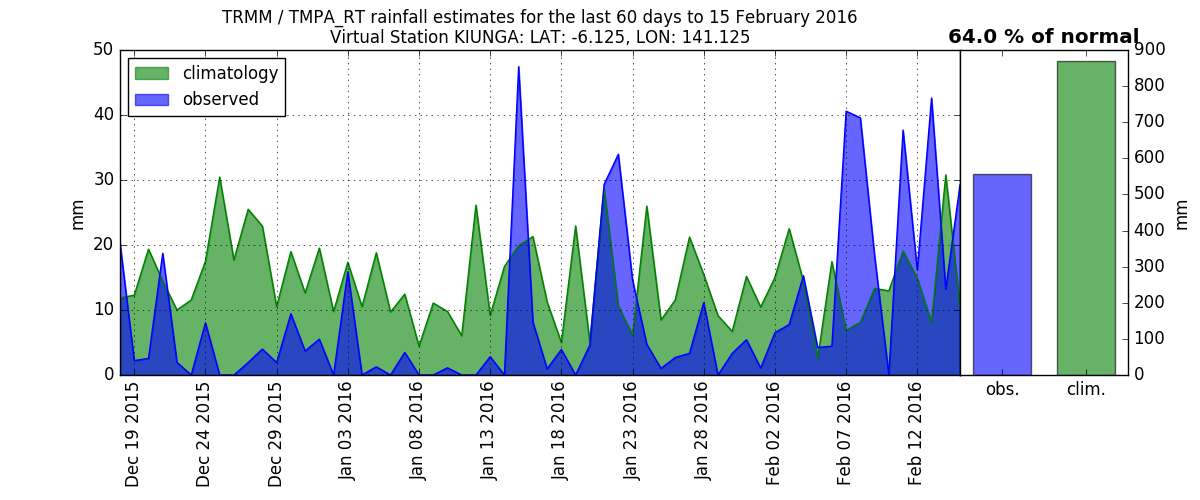 TRMM / TMPA_RT rainfall estimates for the last 60 days to 15 February 2016
Virtual Station KIUNGA: LAT: -6.125, LON: 141.125
64.0 % of normal
climatology
observed
50
40
30
20
10
0
mm
Dec 19 2015
Dec 24 2015
Dec 29 2015
Jan 03 2016
Jan 08 2016
Jan 13 2016
Jan 18 2016
Jan 23 2016
Jan 28 2016
Feb 02 2016
Feb 07 2016
Feb 12 2016
obs.
clim.
900
800
700
600
500
400
300
200
100
0
mm